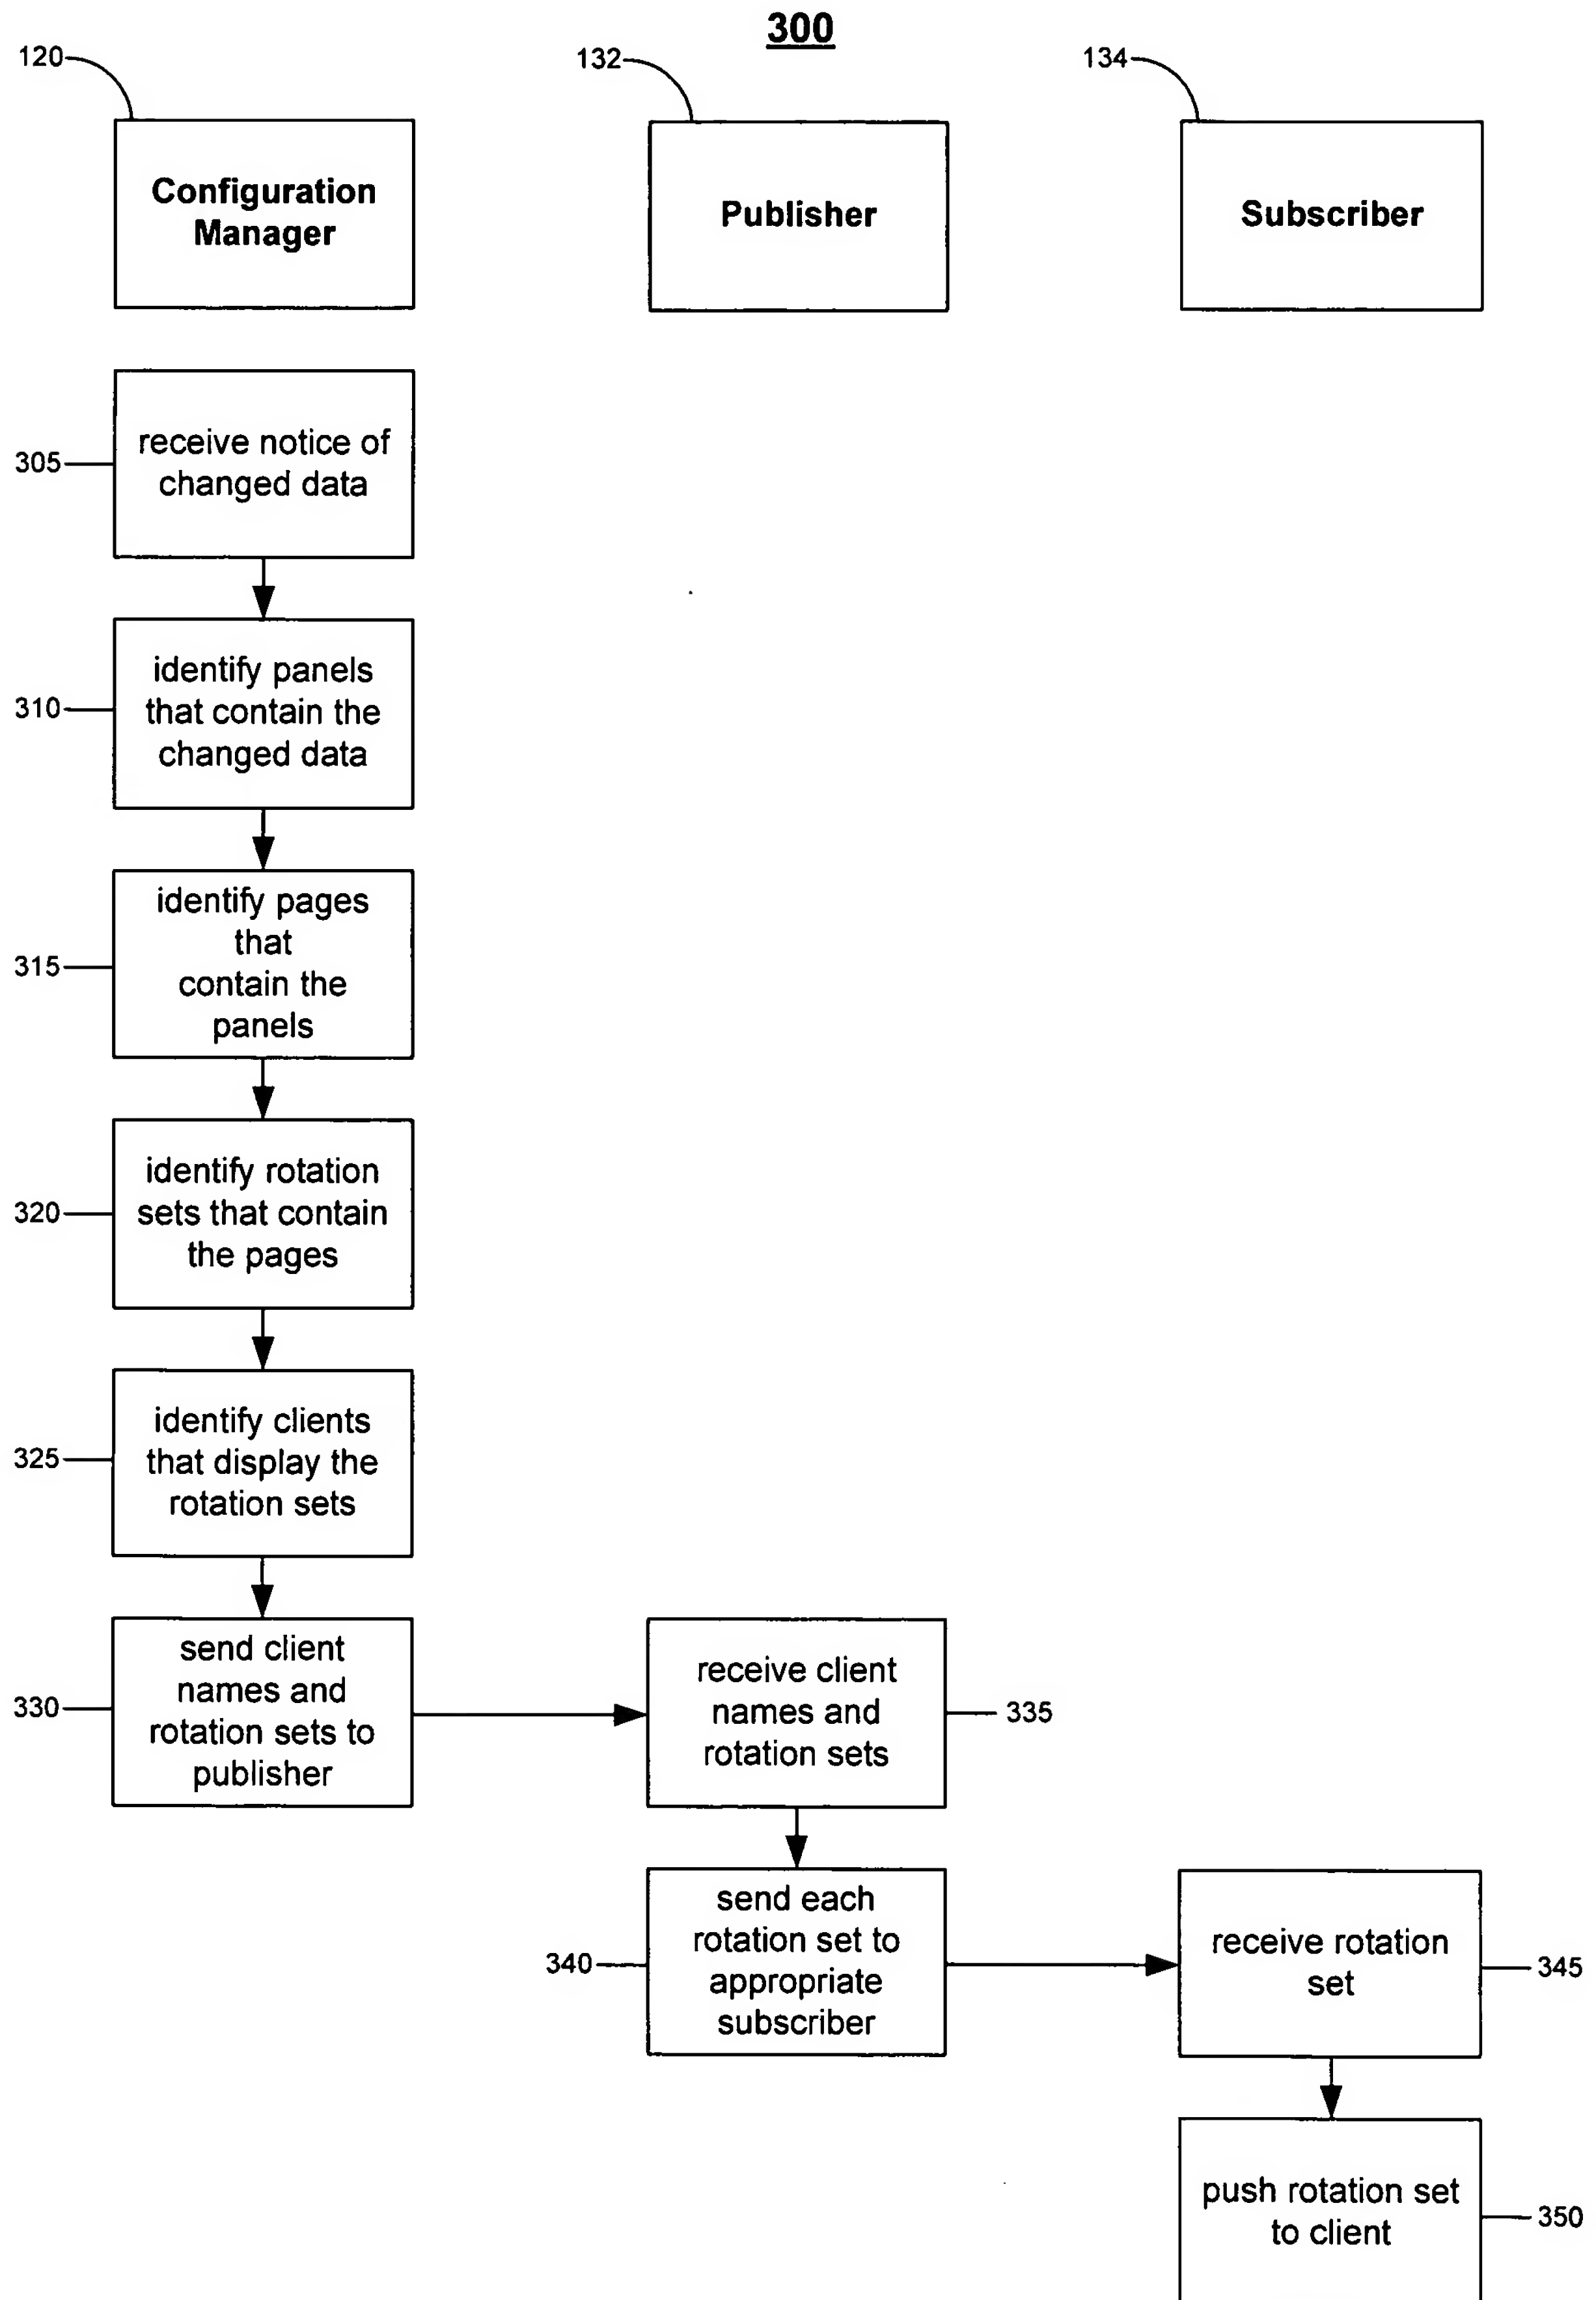 300
120
132
134
Configuration
Manager
Publisher
Subscriber
305
receive notice of
changed data
310
identify panels
that contain the
changed data
315
identify pages
that
contain the
panels
320
identify rotation
sets that contain
the pages
325
identify clients
that display the
rotation sets
330
send client
names and
rotation sets to
publisher
receive client
names and
rotation sets
335
340
send each
rotation set to
appropriate
subscriber
receive rotation
set
345
push rotation set
to client
350